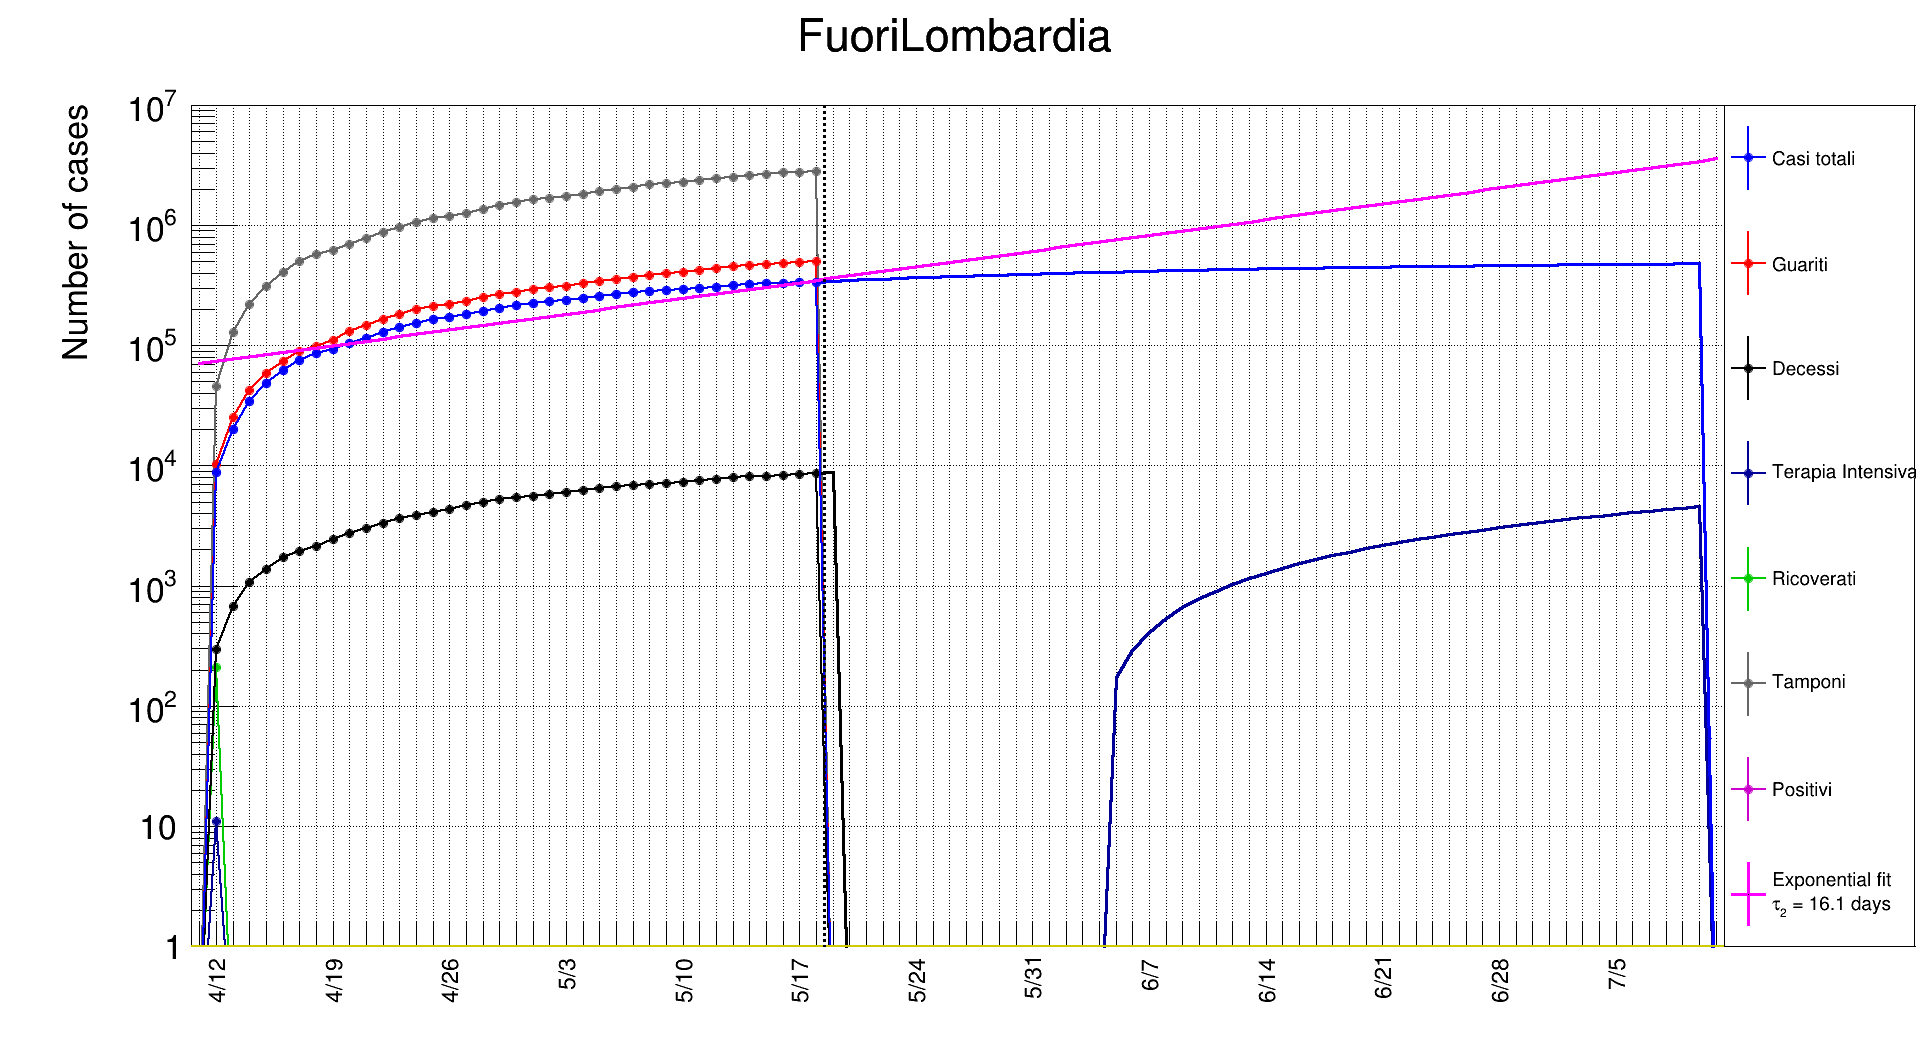 FuoriLombardia
Number of cases
10^7
10^6
10^5
10^4
10^3
10^2
10
1
4/12
4/19
4/26
5/3
5/10
5/17
5/24
5/31
6/7
6/14
6/21
6/28
7/5
Casi totali
Guariti
Decessi
Terapia Intensiva
Ricoverati
Tamponi
Positivi
Exponential fit
τ_2 = 16.1 days